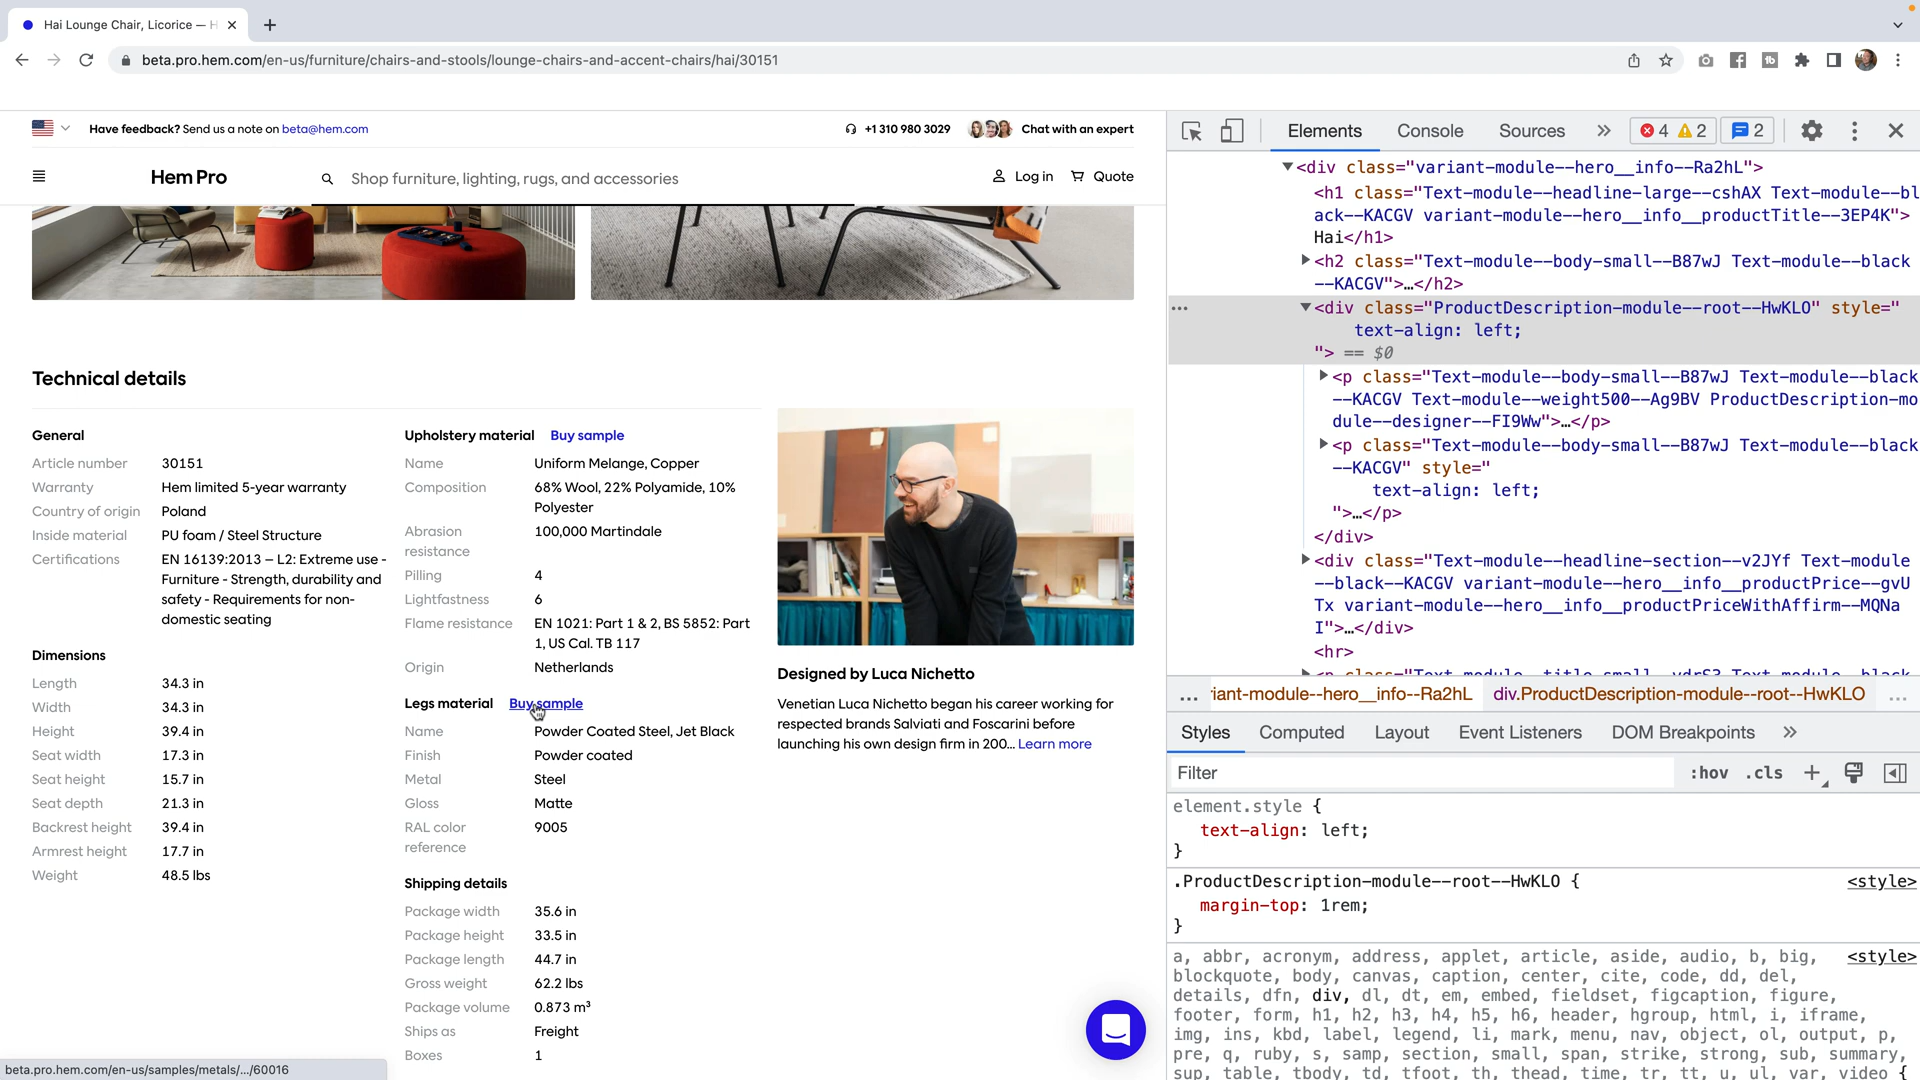 Hai Lounge Chair, Licorice — H
beta.pro.hem.com/en-us/furniture/chairs-and-stools/lounge-chairs-and-accent-chairs/hai/30151
Have feedback? Send us a note on beta@hem.com
+1 310 980 3029
Chat with an expert
Hem Pro
Shop furniture, lighting, rugs, and accessories
Log in
Quote
Technical details
General
Article number 30151
Warranty Hem limited 5-year warranty
Country of origin Poland
Inside material PU foam / Steel Structure
Certifications EN 16139:2013 – L2: Extreme use -
Furniture - Strength, durability and
safety - Requirements for non-
domestic seating
Dimensions
Length 34.3 in
Width 34.3 in
Height 39.4 in
Seat width 17.3 in
Seat height 15.7 in
Seat depth 21.3 in
Backrest height 39.4 in
Armrest height 17.7 in
Weight 48.5 lbs
Upholstery material Buy sample
Name Uniform Melange, Copper
Composition 68% Wool, 22% Polyamide, 10%
Polyester
Abrasion 100,000 Martindale
resistance
Pilling 4
Lightfastness 6
Flame resistance EN 1021: Part 1 & 2, BS 5852: Part
1, US Cal. TB 117
Origin Netherlands
Legs material Buy sample
Name Powder Coated Steel, Jet Black
Finish Powder coated
Metal Steel
Gloss Matte
RAL color 9005
reference
Shipping details
Package width 35.6 in
Package height 33.5 in
Package length 44.7 in
Gross weight 62.2 lbs
Package volume 0.873 m³
Ships as Freight
Boxes 1
Designed by Luca Nichetto
Venetian Luca Nichetto began his career working for
respected brands Salviati and Foscarini before
launching his own design firm in 200... Learn more
beta.pro.hem.com/en-us/samples/metals/.../60016
Elements Console Sources » 4 2 2
<div class="variant-module--hero__info--Ra2hL">
<h1 class="Text-module--headline-large--cshAX Text-module--bl
ack--KACGV variant-module--hero__info__productTitle--3EP4K">
Hai</h1>
<h2 class="Text-module--body-small--B87wJ Text-module--black
--KACGV">…</h2>
<div class="ProductDescription-module--root--HwKLO" style="
text-align: left;
"> == $0
<p class="Text-module--body-small--B87wJ Text-module--black
--KACGV Text-module--weight500--Ag9BV ProductDescription-mo
dule--designer--FI9Ww">…</p>
<p class="Text-module--body-small--B87wJ Text-module--black
--KACGV" style="
text-align: left;
">…</p>
</div>
<div class="Text-module--headline-section--v2JYf Text-module
--black--KACGV variant-module--hero__info__productPrice--gvU
Tx variant-module--hero__info__productPriceWithAffirm--MQNa
I">…</div>
<hr>
<p class="Text-module--title-small--vdrS3 Text-module--black
... riant-module--hero__info--Ra2hL div.ProductDescription-module--root--HwKLO ...
Styles Computed Layout Event Listeners DOM Breakpoints »
Filter :hov .cls
element.style {
text-align: left;
}
.ProductDescription-module--root--HwKLO { <style>
margin-top: 1rem;
}
a, abbr, acronym, address, applet, article, aside, audio, b, big, <style>
blockquote, body, canvas, caption, center, cite, code, dd, del,
details, dfn, div, dl, dt, em, embed, fieldset, figcaption, figure,
footer, form, h1, h2, h3, h4, h5, h6, header, hgroup, html, i, iframe,
img, ins, kbd, label, legend, li, mark, menu, nav, object, ol, output, p,
pre, q, ruby, s, samp, section, small, span, strike, strong, sub, summary,
sup, table, tbody, td, tfoot, th, thead, time, tr, tt, u, ul, var, video {